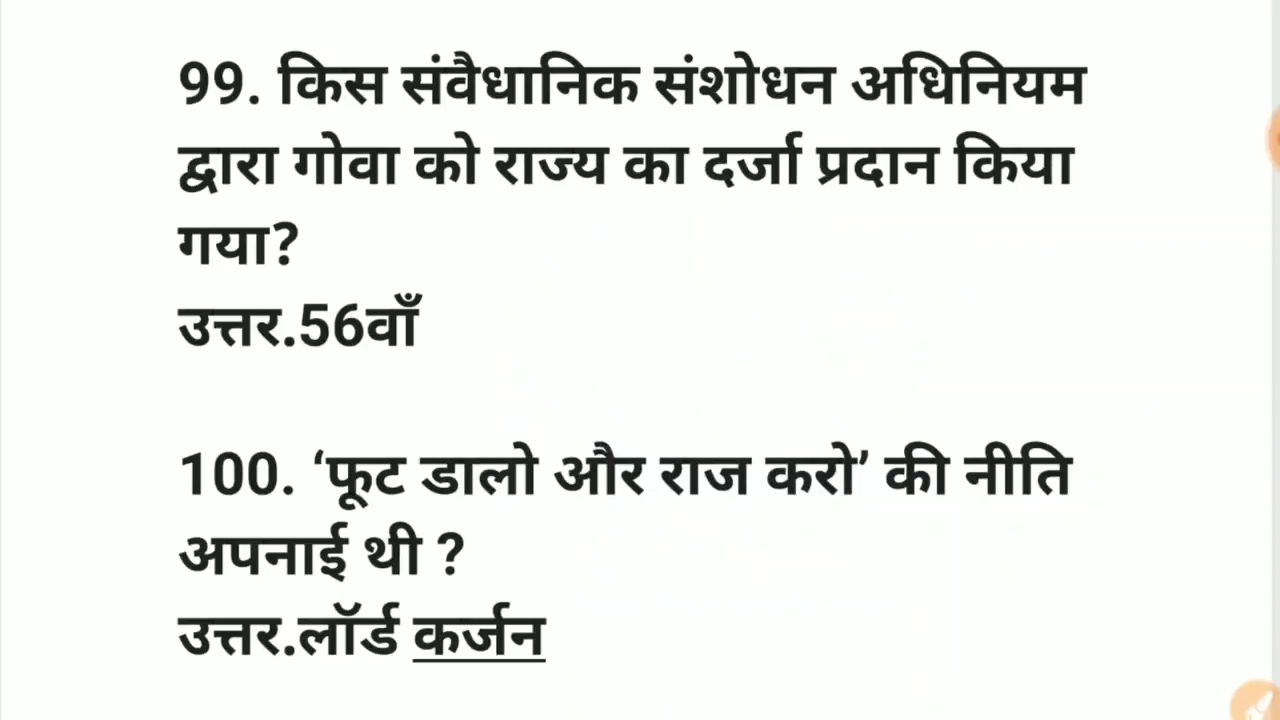 99. किस संवैधानिक संशोधन अधिनियम
द्वारा गोवा को राज्य का दर्जा प्रदान किया
गया?
उत्तर.56वाँ
100. ‘फूट डालो और राज करो’ की नीति
अपनाई थी ?
उत्तर.लॉर्ड कर्जन